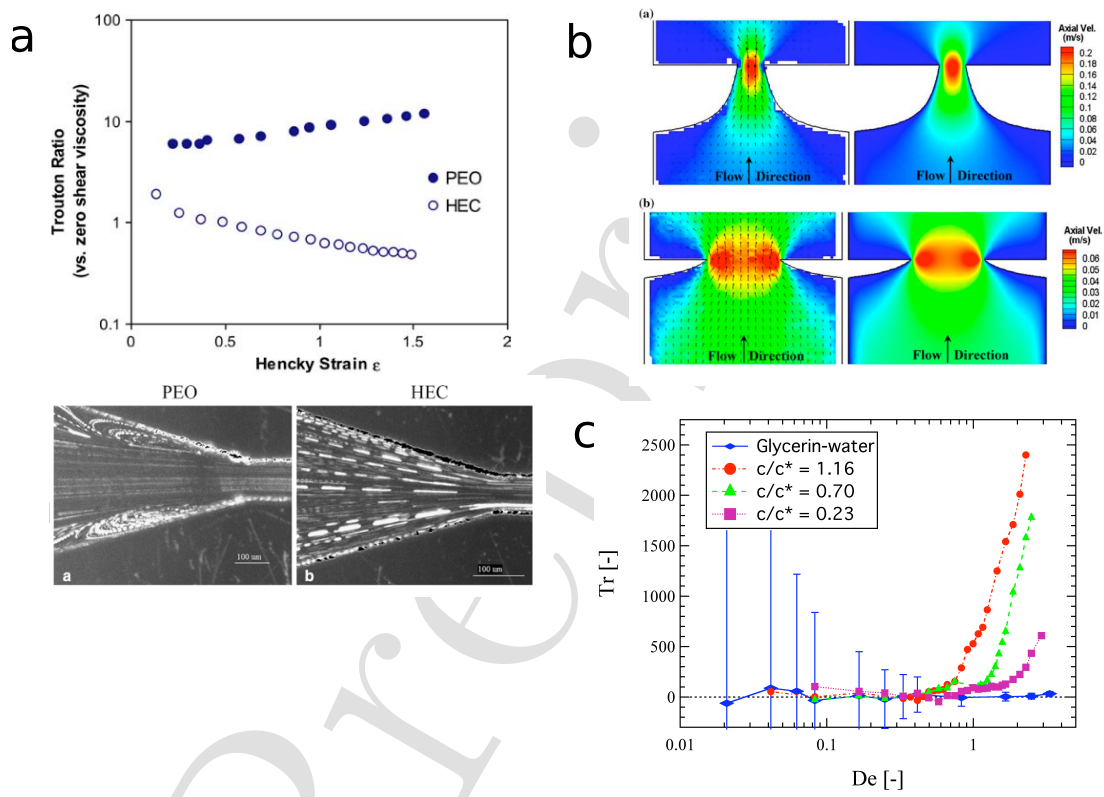 a
100
10
1
0.1
0
0.5
1
1.5
2
Trouton Ratio
(vs. zero shear viscosity)
Hencky Strain ε
PEO
HEC
PEO
HEC
100 um
a
100 um
b
b
(a)
Flow Direction
Flow Direction
Axial Vel.
(m/s)
0.2
0.18
0.16
0.14
0.12
0.1
0.08
0.06
0.04
0.02
0
(b)
Flow Direction
Flow Direction
Axial Vel.
(m/s)
0.06
0.05
0.04
0.03
0.02
0.01
0
c
Glycerin-water
c/c* = 1.16
c/c* = 0.70
c/c* = 0.23
2500
2000
1500
1000
500
0
Tr [-]
0.01
0.1
1
De [-]